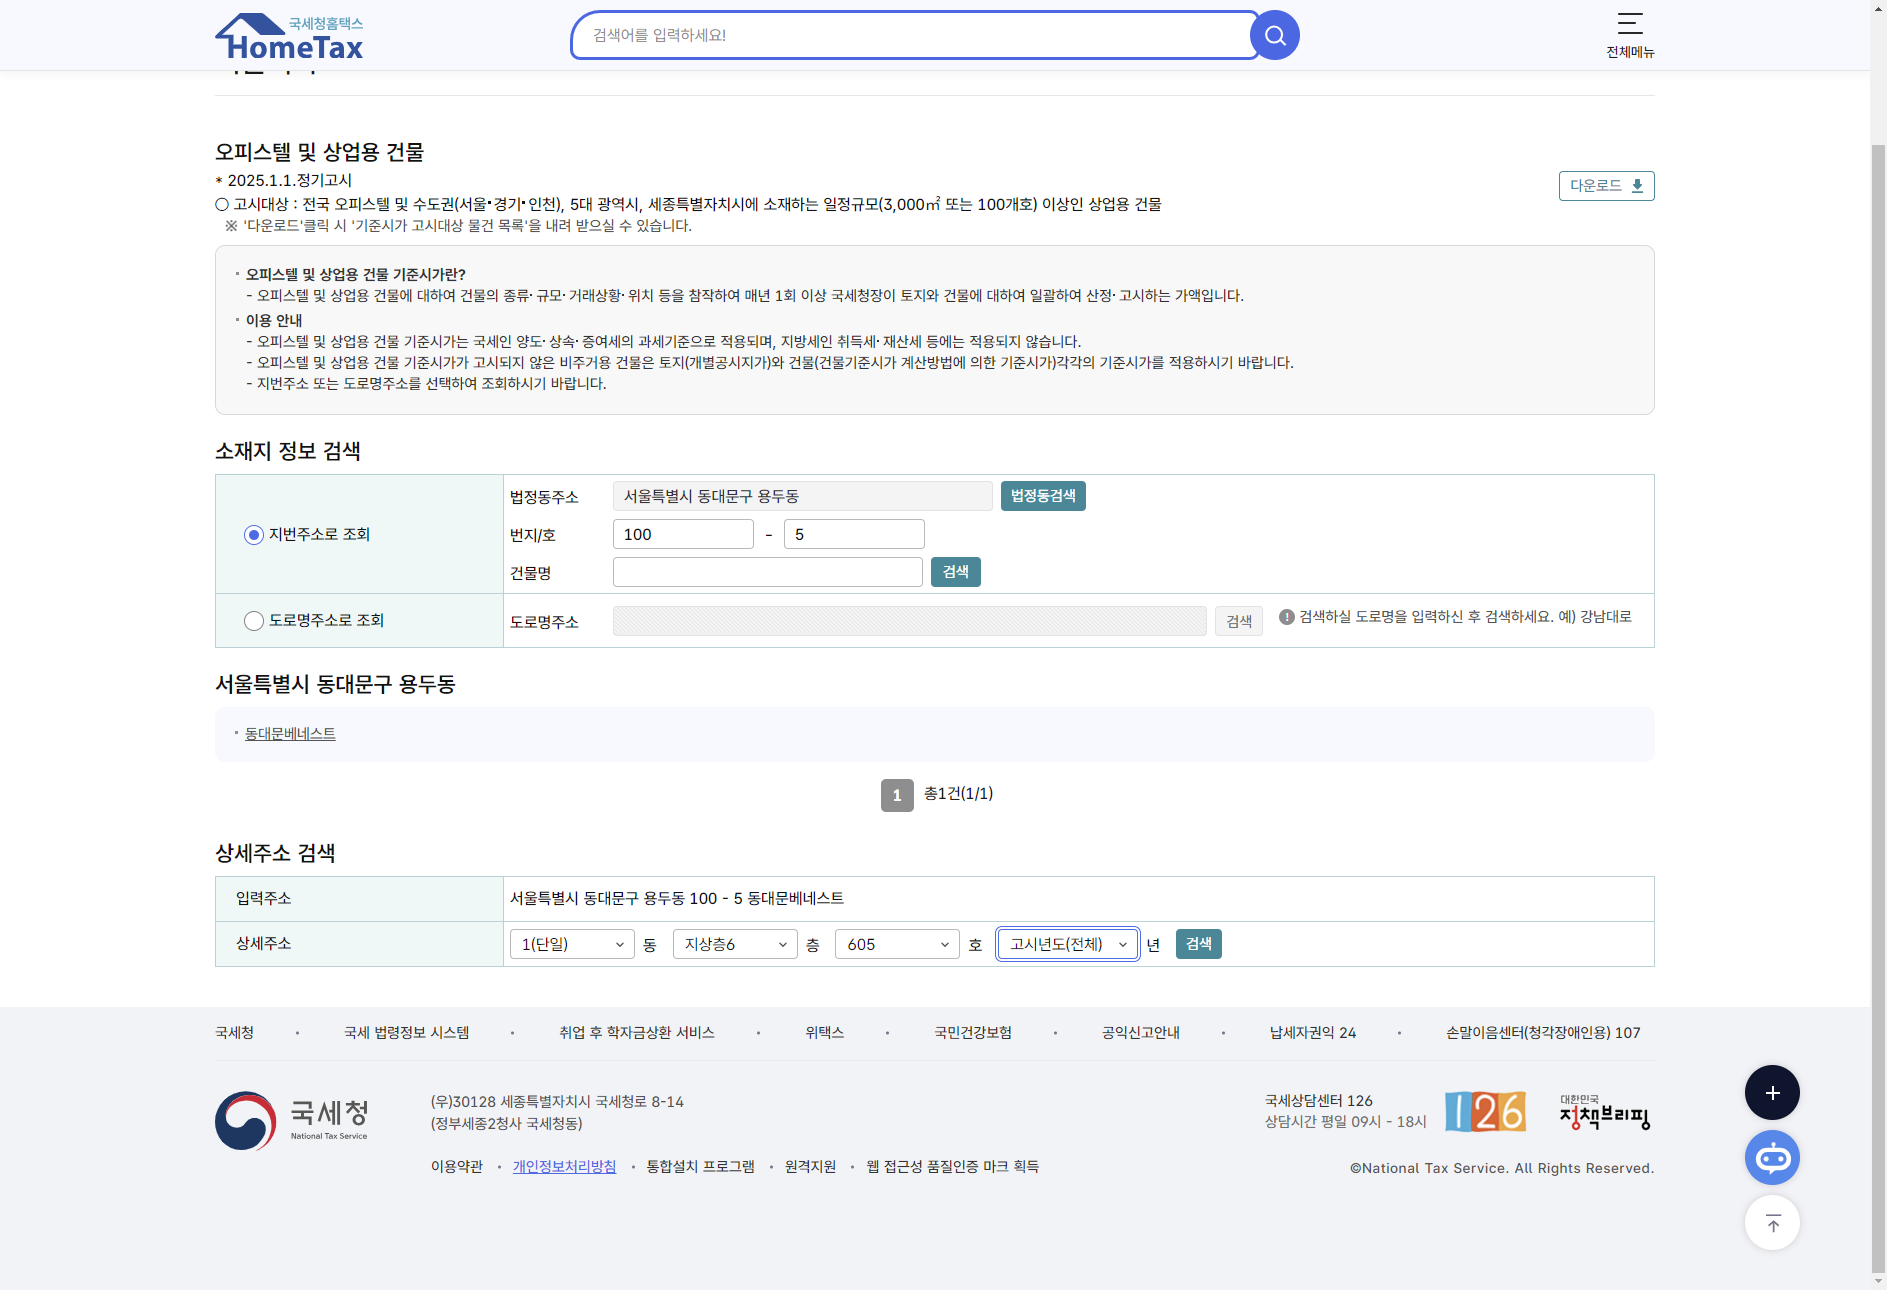 국세청홈택스
HomeTax
검색어를 입력하세요!
전체메뉴
오피스텔 및 상업용 건물
* 2025.1.1.정기고시
다운로드
○ 고시대상 : 전국 오피스텔 및 수도권(서울·경기·인천), 5대 광역시, 세종특별자치시에 소재하는 일정규모(3,000㎡ 또는 100개호) 이상인 상업용 건물
※ '다운로드'클릭 시 '기준시가 고시대상 물건 목록'을 내려 받으실 수 있습니다.
· 오피스텔 및 상업용 건물 기준시가란?
- 오피스텔 및 상업용 건물에 대하여 건물의 종류·규모·거래상황·위치 등을 참작하여 매년 1회 이상 국세청장이 토지와 건물에 대하여 일괄하여 산정·고시하는 가액입니다.
· 이용 안내
- 오피스텔 및 상업용 건물 기준시가는 국세인 양도·상속·증여세의 과세기준으로 적용되며, 지방세인 취득세·재산세 등에는 적용되지 않습니다.
- 오피스텔 및 상업용 건물 기준시가가 고시되지 않은 비주거용 건물은 토지(개별공시지가)와 건물(건물기준시가 계산방법에 의한 기준시가)각각의 기준시가를 적용하시기 바랍니다.
- 지번주소 또는 도로명주소를 선택하여 조회하시기 바랍니다.
소재지 정보 검색
지번주소로 조회
법정동주소 서울특별시 동대문구 용두동 법정동검색
번지/호 100 - 5
건물명 검색
도로명주소로 조회 도로명주소 검색 ! 검색하실 도로명을 입력하신 후 검색하세요. 예) 강남대로
서울특별시 동대문구 용두동
· 동대문베네스트
1 총1건(1/1)
상세주소 검색
입력주소 서울특별시 동대문구 용두동 100 - 5 동대문베네스트
상세주소 1(단일) 동 지상층6 층 605 호 고시년도(전체) 년 검색
국세청 · 국세 법령정보 시스템 · 취업 후 학자금상환 서비스 · 위택스 · 국민건강보험 · 공익신고안내 · 납세자권익 24 · 손말이음센터(청각장애인용) 107
국세청
National Tax Service
(우)30128 세종특별자치시 국세청로 8-14
(정부세종2청사 국세청동)
국세상담센터 126
상담시간 평일 09시 - 18시
126
대한민국
정책브리핑
이용약관 · 개인정보처리방침 · 통합설치 프로그램 · 원격지원 · 웹 접근성 품질인증 마크 획득
©National Tax Service. All Rights Reserved.